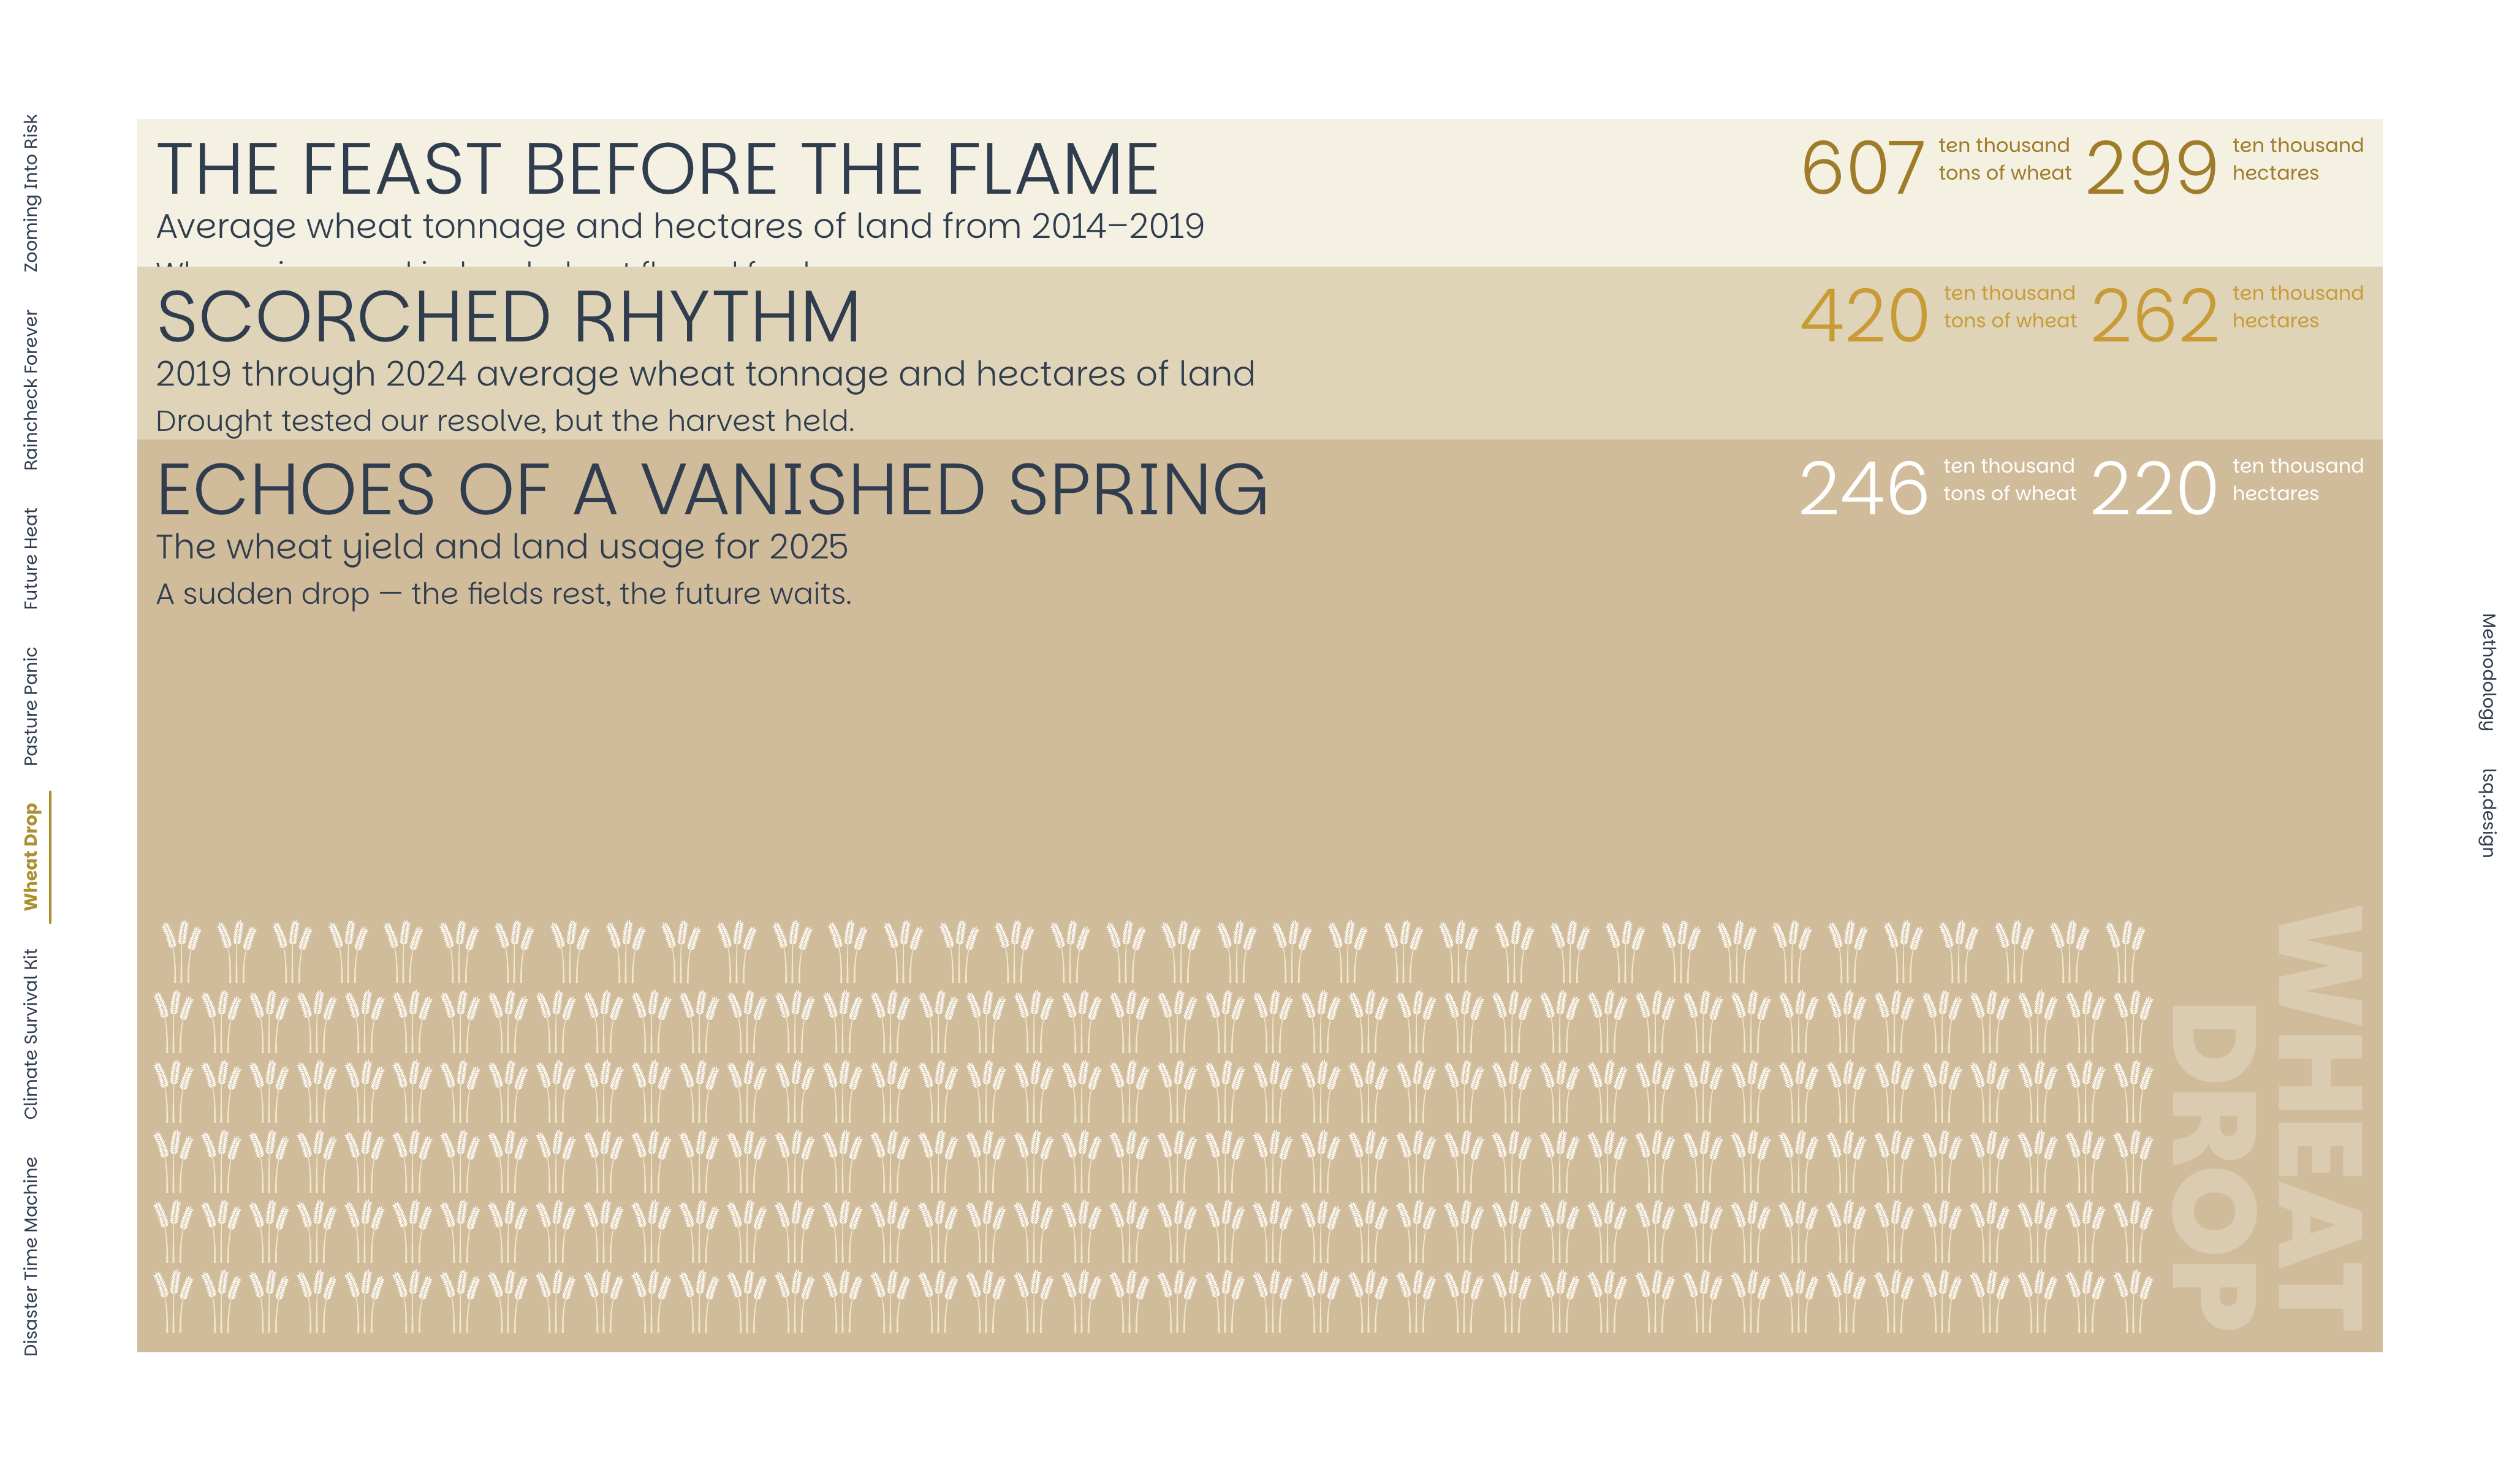 Zooming Into Risk
Raincheck Forever
Future Heat
Pasture Panic
Wheat Drop
Climate Survival Kit
Disaster Time Machine
THE FEAST BEFORE THE FLAME
Average wheat tonnage and hectares of land from 2014–2019
607 ten thousand
tons of wheat
299 ten thousand
hectares
SCORCHED RHYTHM
2019 through 2024 average wheat tonnage and hectares of land
Drought tested our resolve, but the harvest held.
420 ten thousand
tons of wheat
262 ten thousand
hectares
ECHOES OF A VANISHED SPRING
The wheat yield and land usage for 2025
A sudden drop — the fields rest, the future waits.
246 ten thousand
tons of wheat
220 ten thousand
hectares
WHEAT
DROP
Methodology
lsq.design